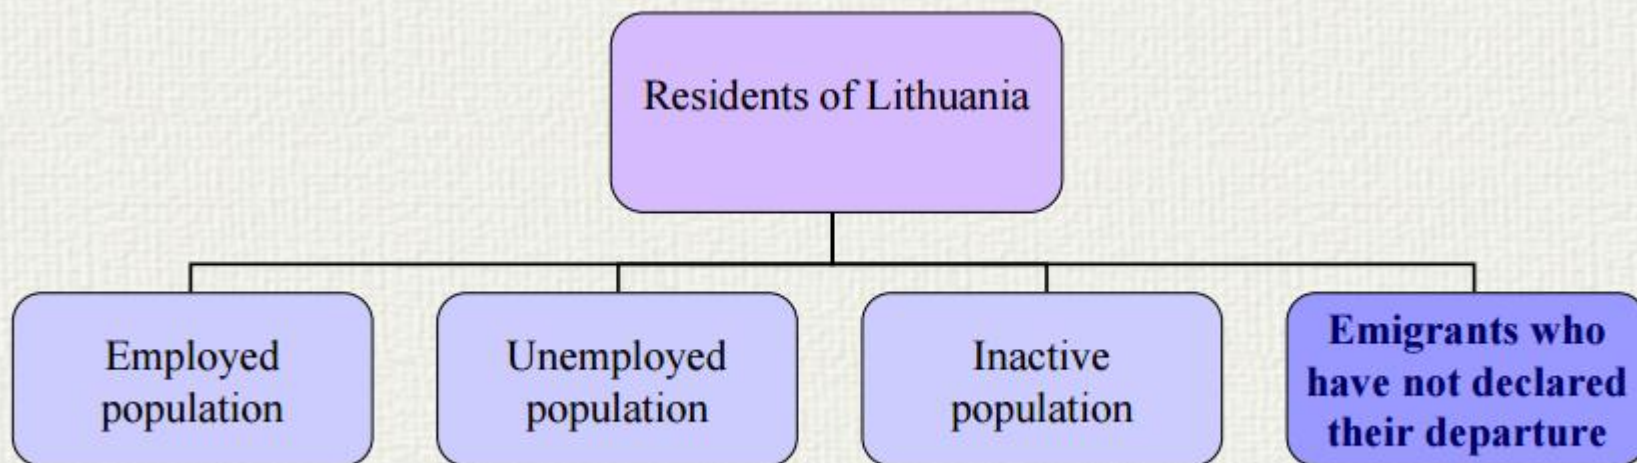 Residents of Lithuania
Employed
population
Unemployed
population
Inactive
population
Emigrants who
have not declared
their departure